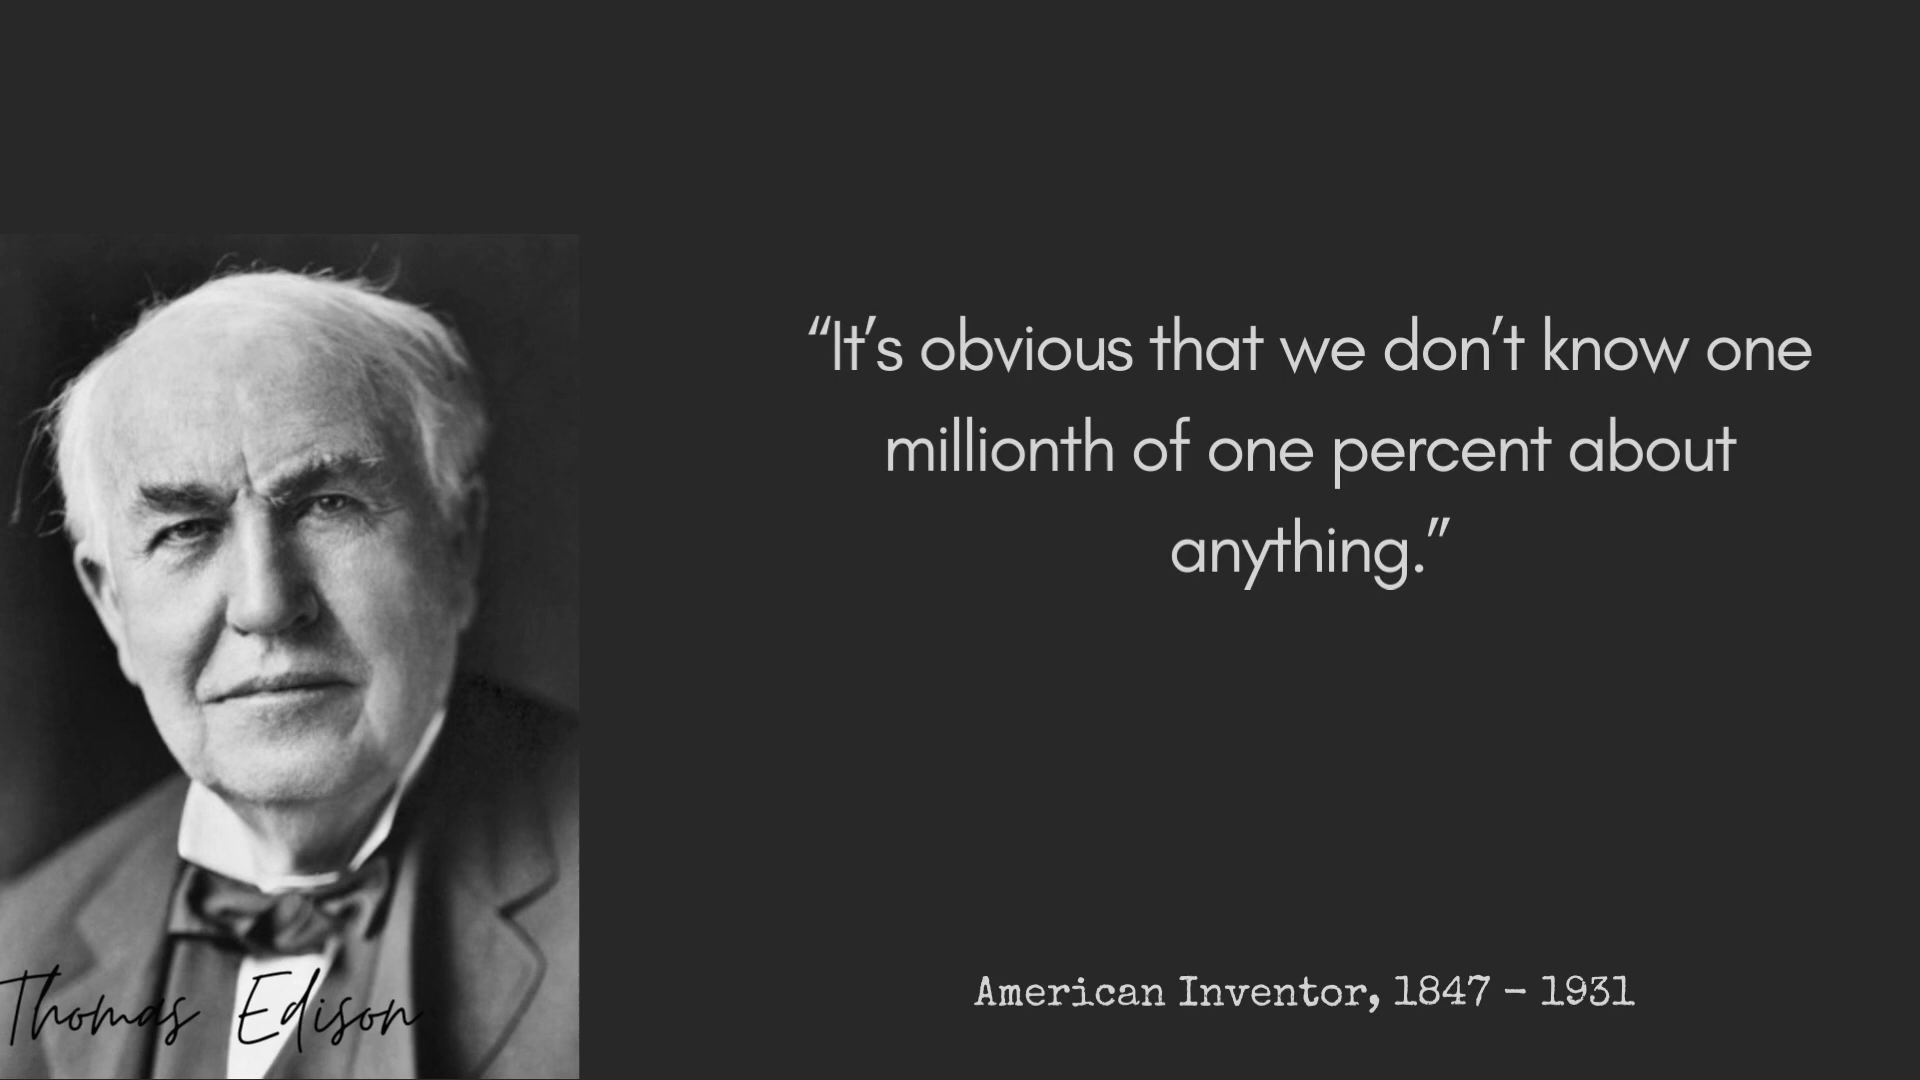 “It’s obvious that we don’t know one
millionth of one percent about
anything.”
Thomas Edison
American Inventor, 1847 – 1931